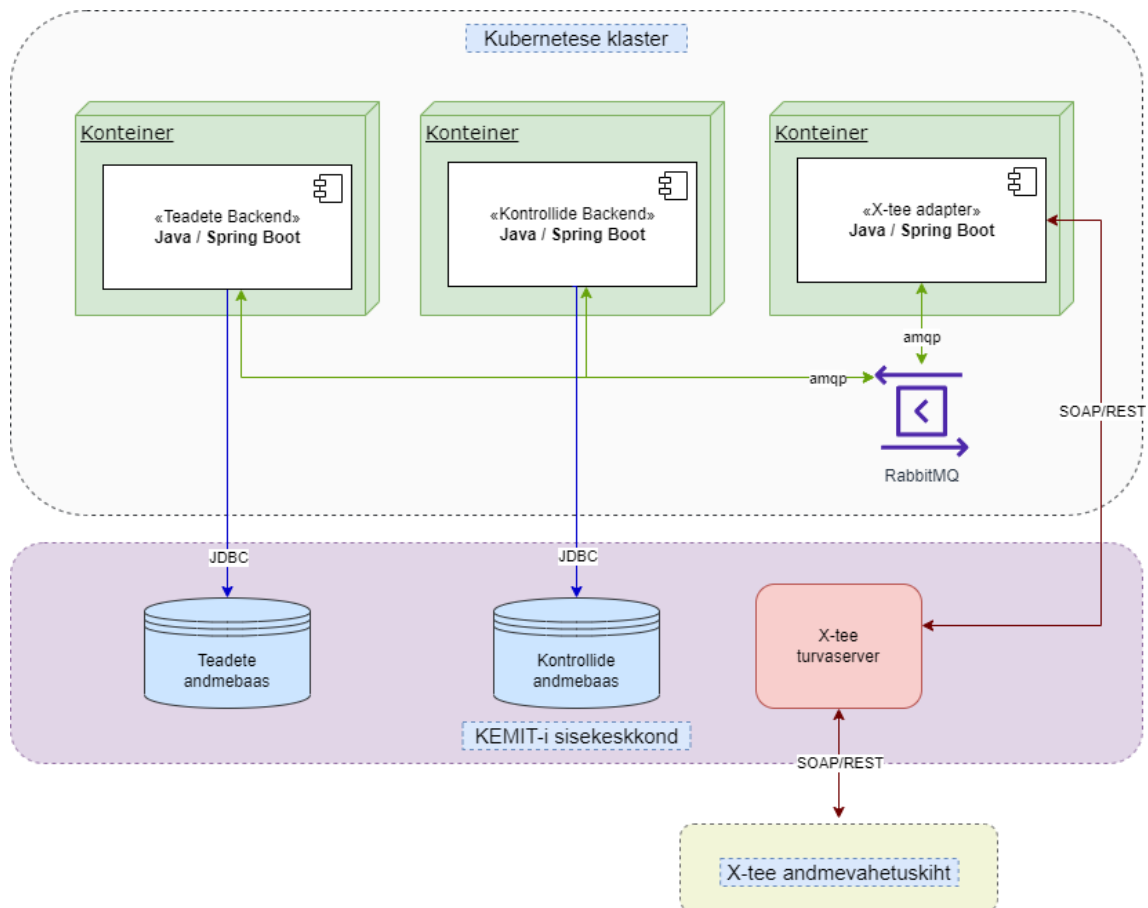 Kubernetese klaster
Konteiner
«Teadete Backend»
Java / Spring Boot
Konteiner
«Kontrollide Backend»
Java / Spring Boot
Konteiner
«X-tee adapter»
Java / Spring Boot
amqp
amqp
SOAP/REST
RabbitMQ
JDBC
JDBC
Teadete
andmebaas
Kontrollide
andmebaas
X-tee
turvaserver
KEMIT-i sisekeskkond
SOAP/REST
X-tee andmevahetuskiht